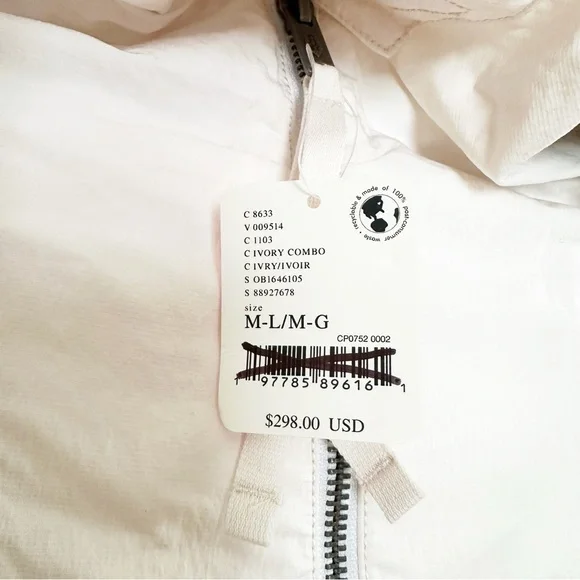 recyclable & made of 100% post-consumer waste •
C 8633
V 009514
C 1103
C IVORY COMBO
C IVRY/IVOIR
S OB1646105
S 88927678
size
M-L/M-G
CP0752 0002
1 97785 89616 1
$298.00 USD